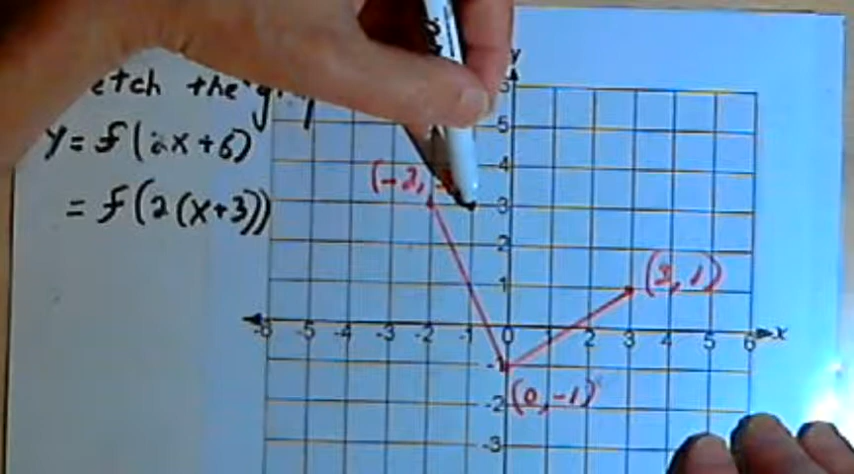 etch the
y = f(2x+6)
= f(2(x+3))
(-2,
(3, 1)
(0, -1)
y
5
4
3
2
1
-6 -5 -4 -3 -2 -1 0 2 3 4 5 6 x
-1
-2
-3